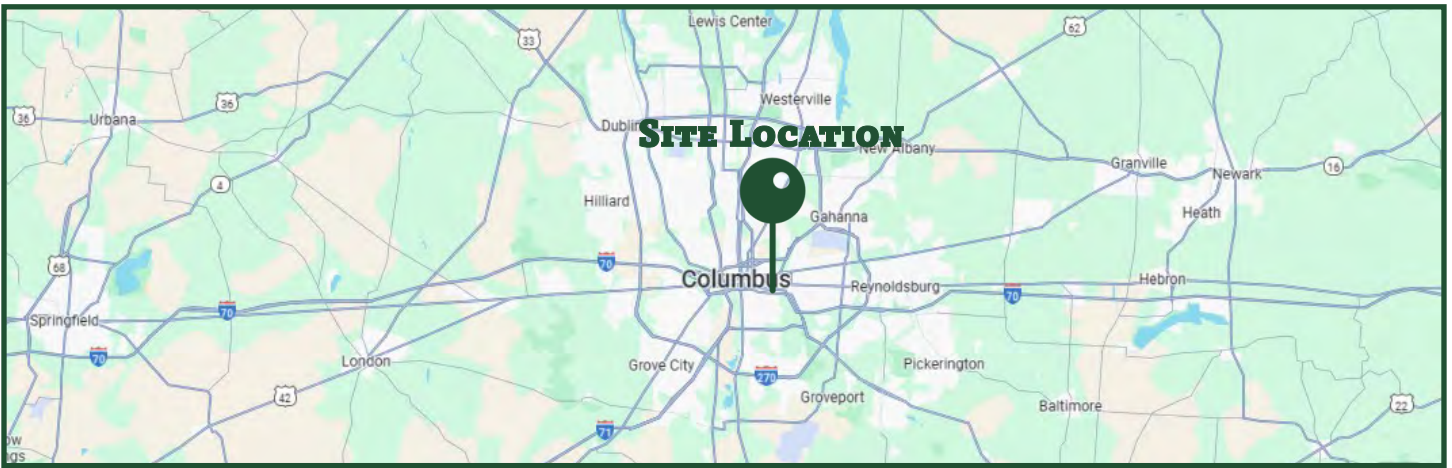 Lewis Center
33
62
36
36
Urbana
Westerville
Dublin
SITE LOCATION
New Albany
Granville
16
Newark
4
Hilliard
Gahanna
Heath
68
70
Columbus
Reynoldsburg
70
Hebron
70
Springfield
70
London
Grove City
270
Pickerington
42
Groveport
Baltimore
22
71
ow
gs